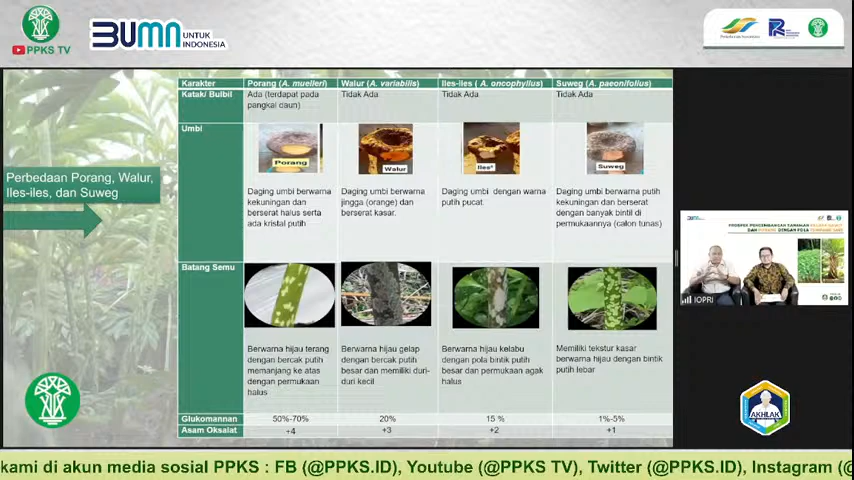 PPKS TV
BUMN UNTUK
INDONESIA
Perbedaan Porang, Walur,
Iles-iles, dan Suweg
Karakter Porang (A. muelleri) Walur (A. variabilis) Iles-iles ( A. oncophyllus) Suweg (A. paeonifolius)
Katak/ Bulbil Ada (terdapat pada pangkal daun) Tidak Ada Tidak Ada Tidak Ada
Umbi
Porang
Walur
Iles²
Suweg
Daging umbi berwarna
kekuningan dan
berserat halus serta
ada kristal putih
Daging umbi berwarna
jingga (orange) dan
berserat kasar.
Daging umbi dengan warna
putih pucat.
Daging umbi berwarna putih
kekuningan dan berserat
dengan banyak bintil di
permukaannya (calon tunas)
Batang Semu
Berwarna hijau terang
dengan bercak putih
memanjang ke atas
dengan permukaan
halus
Berwarna hijau gelap
dengan bercak putih
besar dan memiliki duri-
duri kecil
Berwarna hijau kelabu
dengan pola bintik putih
besar dan permukaan agak
halus
Memiliki tekstur kasar
berwarna hijau dengan bintik
putih lebar
Glukomannan 50%-70% 20% 15 % 1%-5%
Asam Oksalat +4 +3 +2 +1
IOPRI
AKHLAK
kami di akun media sosial PPKS : FB (@PPKS.ID), Youtube (@PPKS TV), Twitter (@PPKS.ID), Instagram (@